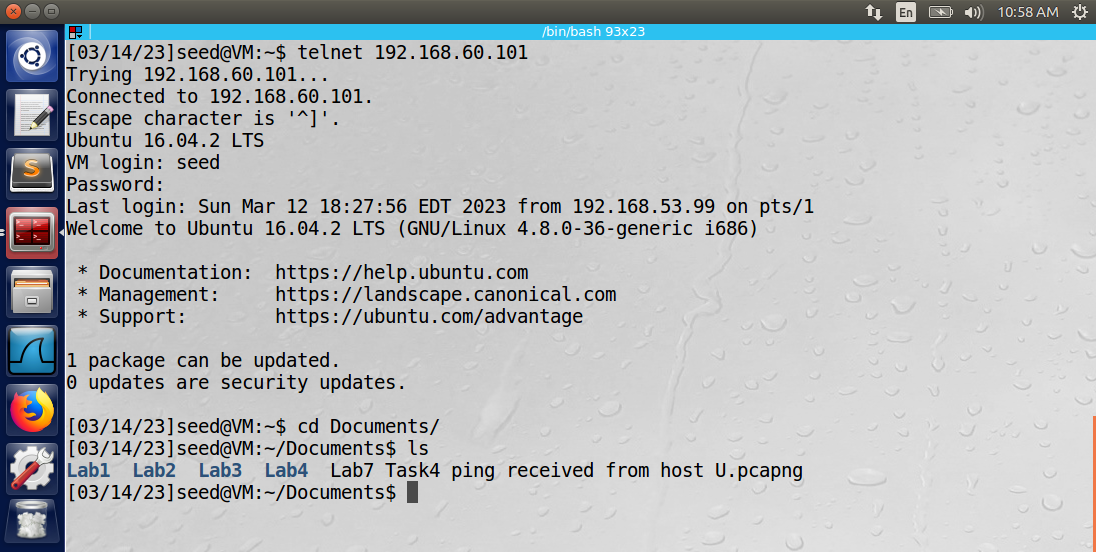 En 10:58 AM
/bin/bash 93x23
[03/14/23]seed@VM:~$ telnet 192.168.60.101
Trying 192.168.60.101...
Connected to 192.168.60.101.
Escape character is '^]'.
Ubuntu 16.04.2 LTS
VM login: seed
Password:
Last login: Sun Mar 12 18:27:56 EDT 2023 from 192.168.53.99 on pts/1
Welcome to Ubuntu 16.04.2 LTS (GNU/Linux 4.8.0-36-generic i686)
 * Documentation:  https://help.ubuntu.com
 * Management:     https://landscape.canonical.com
 * Support:        https://ubuntu.com/advantage
1 package can be updated.
0 updates are security updates.
[03/14/23]seed@VM:~$ cd Documents/
[03/14/23]seed@VM:~/Documents$ ls
Lab1  Lab2  Lab3  Lab4  Lab7 Task4 ping received from host U.pcapng
[03/14/23]seed@VM:~/Documents$